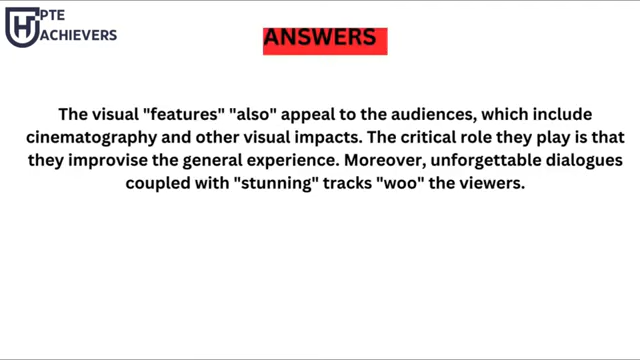 PTE
ACHIEVERS
ANSWERS
The visual "features" "also" appeal to the audiences, which include
cinematography and other visual impacts. The critical role they play is that
they improvise the general experience. Moreover, unforgettable dialogues
coupled with "stunning" tracks "woo" the viewers.